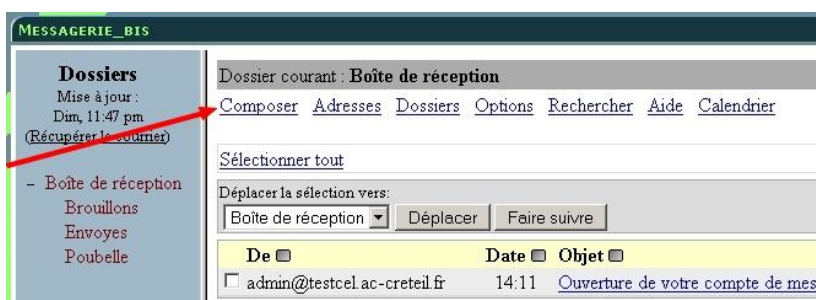 MESSAGERIE_BIS
Dossiers
Mise à jour :
Dim, 11:47 pm
(Récupérer le courrier)
– Boîte de réception
Brouillons
Envoyes
Poubelle
Dossier courant : Boîte de réception
Composer Adresses Dossiers Options Rechercher Aide Calendrier
Sélectionner tout
Déplacer la sélection vers:
Boîte de réception Déplacer Faire suivre
De Date Objet
admin@testcel.ac-creteil.fr 14:11 Ouverture de votre compte de mes